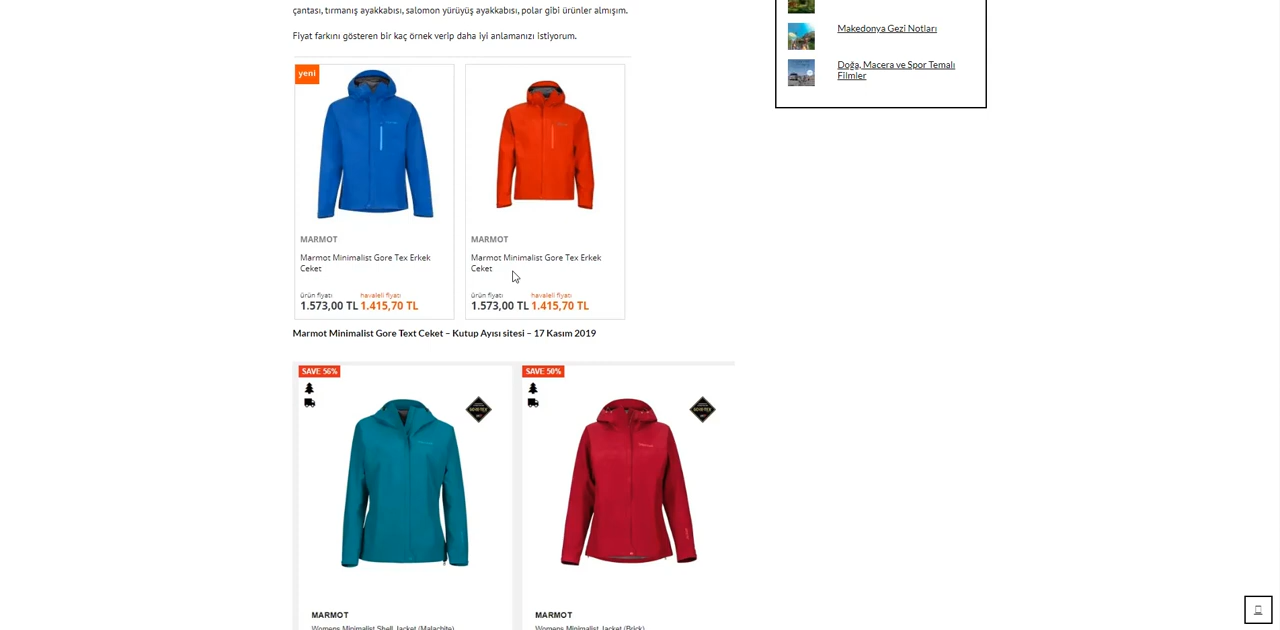 çantası, tırmanış ayakkabısı, salomon yürüyüş ayakkabısı, polar gibi ürünler almışım.
Fiyat farkını gösteren bir kaç örnek verip daha iyi anlamanızı istiyorum.
yeni
MARMOT
Marmot Minimalist Gore Tex Erkek
Ceket
ürün fiyatı havaleli fiyatı
1.573,00 TL 1.415,70 TL
MARMOT
Marmot Minimalist Gore Tex Erkek
Ceket
ürün fiyatı havaleli fiyatı
1.573,00 TL 1.415,70 TL
Marmot Minimalist Gore Text Ceket – Kutup Ayısı sitesi – 17 Kasım 2019
SAVE 56%
MARMOT
Womens Minimalist Shell Jacket (Malachite)
SAVE 50%
MARMOT
Womens Minimalist Jacket (Brick)
Makedonya Gezi Notları
Doğa, Macera ve Spor Temalı
Filmler